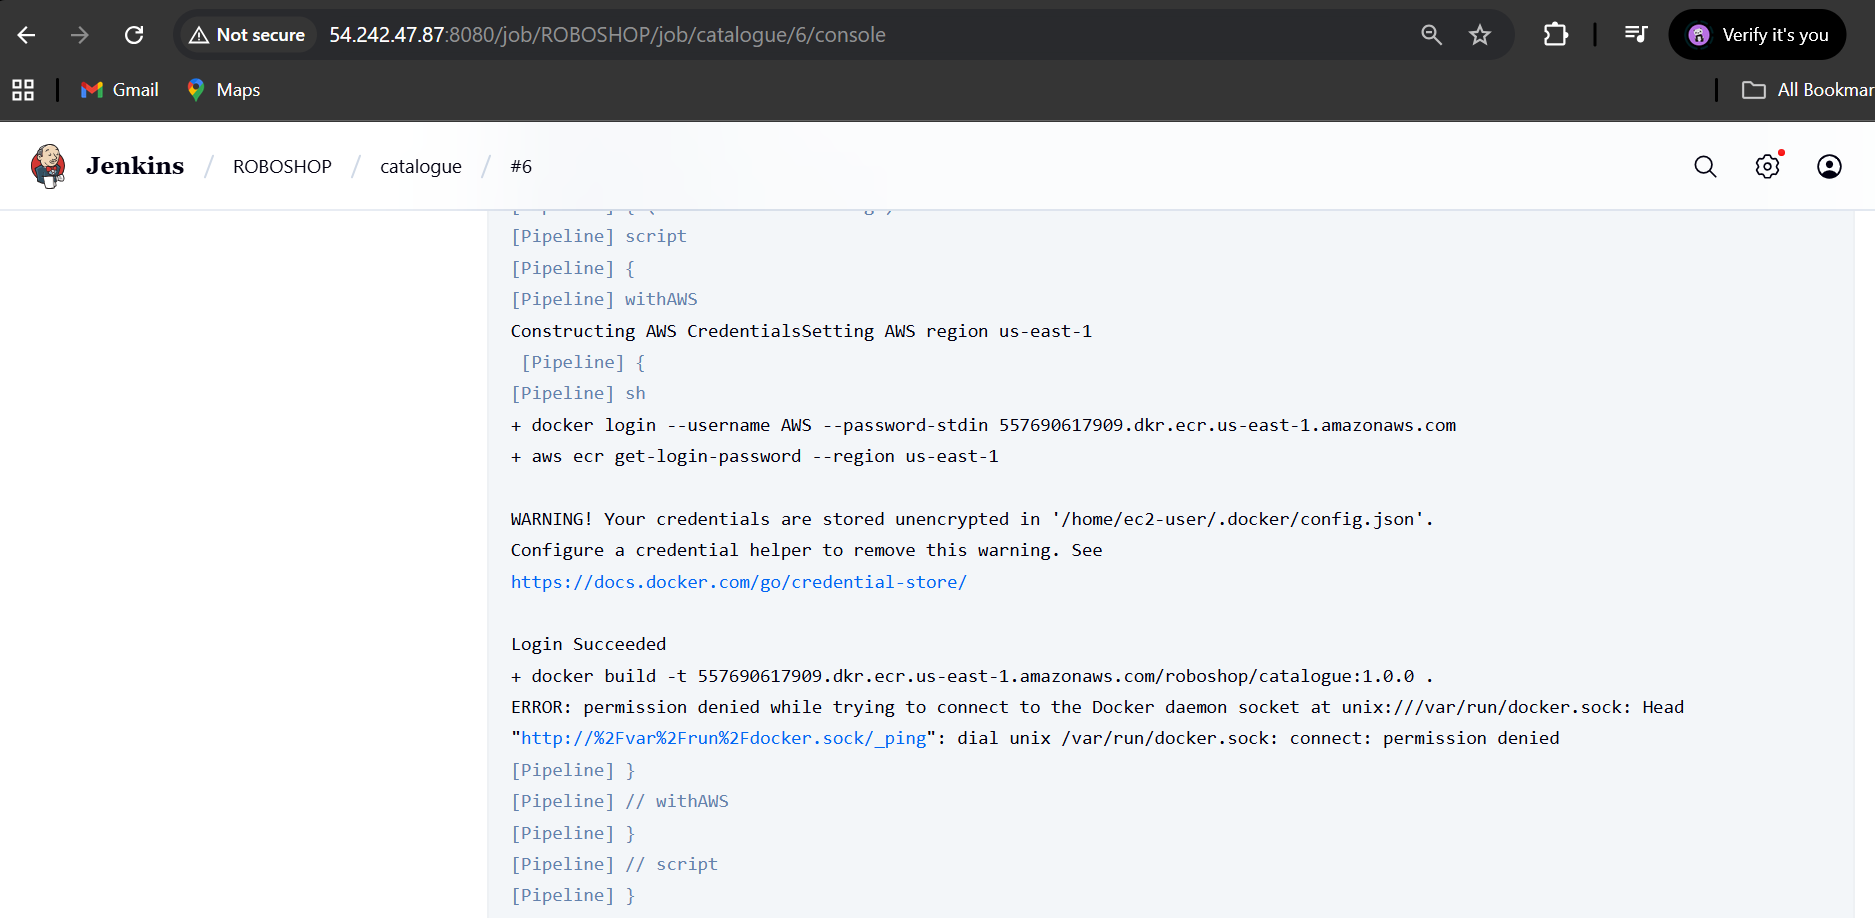 Not secure 54.242.47.87:8080/job/ROBOSHOP/job/catalogue/6/console Verify it's you
Gmail Maps All Bookmar
Jenkins / ROBOSHOP / catalogue / #6
[Pipeline] script
[Pipeline] {
[Pipeline] withAWS
Constructing AWS CredentialsSetting AWS region us-east-1
[Pipeline] {
[Pipeline] sh
+ docker login --username AWS --password-stdin 557690617909.dkr.ecr.us-east-1.amazonaws.com
+ aws ecr get-login-password --region us-east-1
WARNING! Your credentials are stored unencrypted in '/home/ec2-user/.docker/config.json'.
Configure a credential helper to remove this warning. See
https://docs.docker.com/go/credential-store/
Login Succeeded
+ docker build -t 557690617909.dkr.ecr.us-east-1.amazonaws.com/roboshop/catalogue:1.0.0 .
ERROR: permission denied while trying to connect to the Docker daemon socket at unix:///var/run/docker.sock: Head
"http://%2Fvar%2Frun%2Fdocker.sock/_ping": dial unix /var/run/docker.sock: connect: permission denied
[Pipeline] }
[Pipeline] // withAWS
[Pipeline] }
[Pipeline] // script
[Pipeline] }